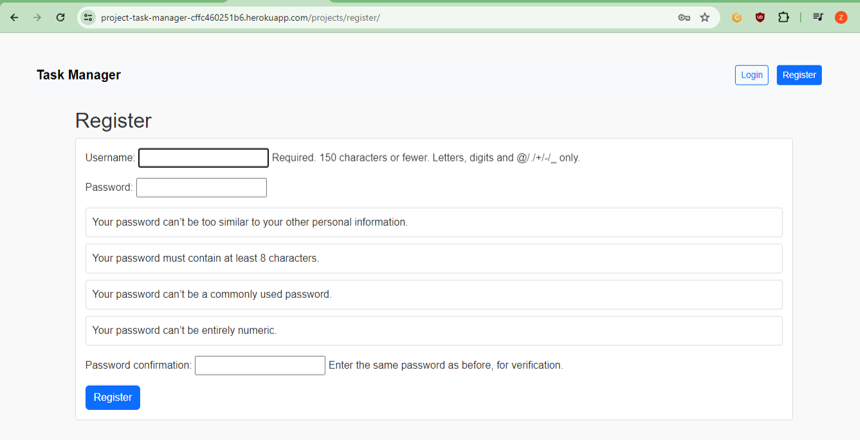 project-task-manager-cffc460251b6.herokuapp.com/projects/register/
Z
Task Manager
Login
Register
Register
Username: Required. 150 characters or fewer. Letters, digits and @/./+/-/_ only.
Password:
Your password can't be too similar to your other personal information.
Your password must contain at least 8 characters.
Your password can't be a commonly used password.
Your password can't be entirely numeric.
Password confirmation: Enter the same password as before, for verification.
Register